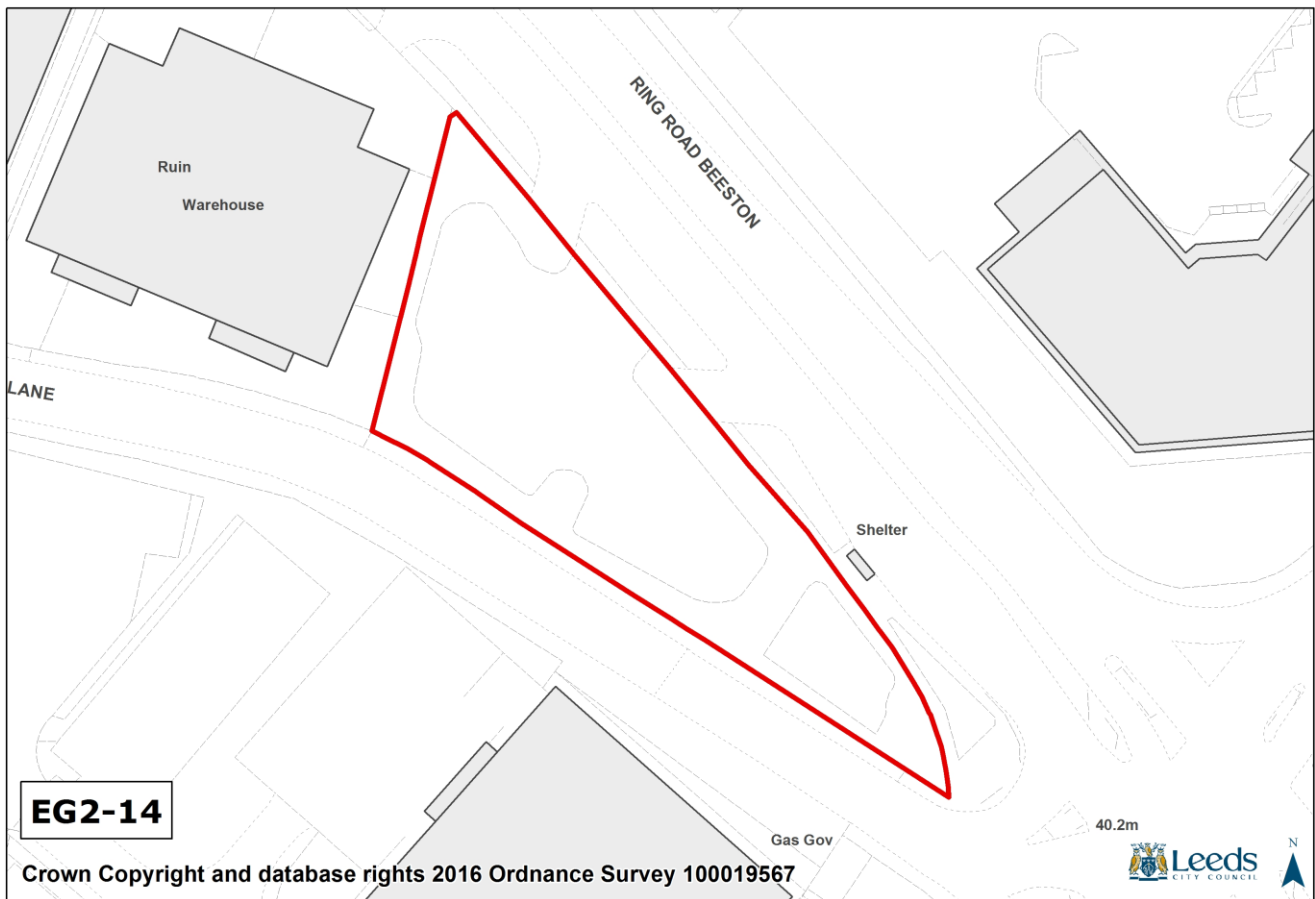 RING ROAD BEESTON
Ruin
Warehouse
LANE
Shelter
EG2-14
Gas Gov
40.2m
Crown Copyright and database rights 2016 Ordnance Survey 100019567
Leeds
CITY COUNCIL
N